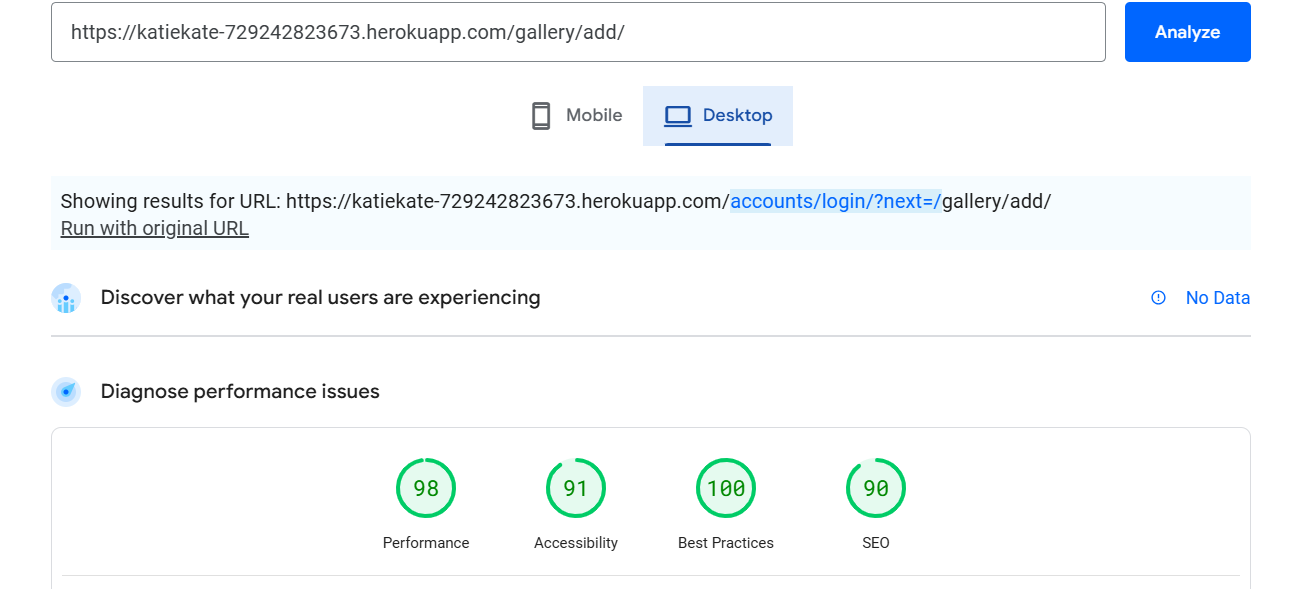 https://katiekate-729242823673.herokuapp.com/gallery/add/
Analyze
Mobile
Desktop
Showing results for URL: https://katiekate-729242823673.herokuapp.com/accounts/login/?next=/gallery/add/
Run with original URL
Discover what your real users are experiencing
No Data
Diagnose performance issues
98
91
100
90
Performance
Accessibility
Best Practices
SEO